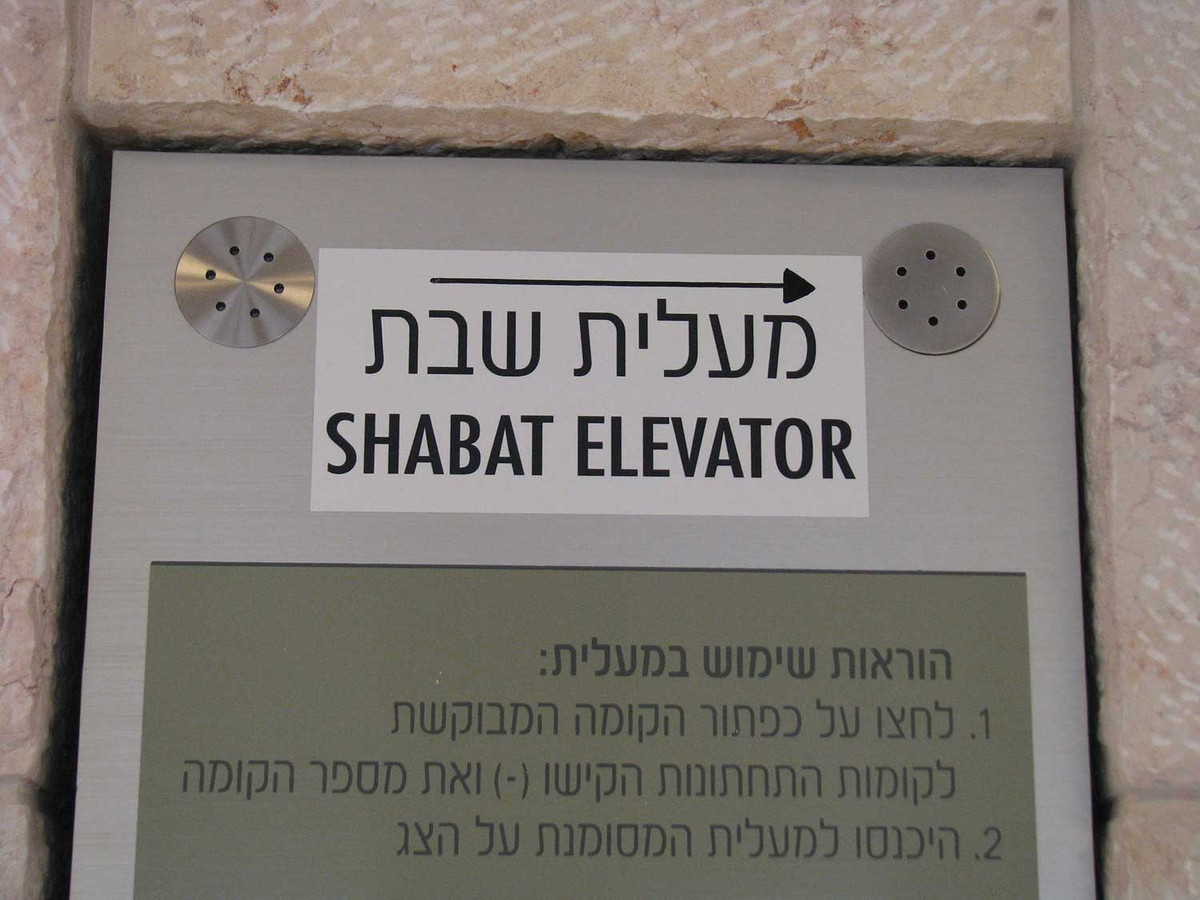 מעלית שבת
SHABAT ELEVATOR
הוראות שימוש במעלית:
1. לחצו על כפתור הקומה המבוקשת
לקומות התחתונות הקישו (-) ואת מספר הקומה
2. היכנסו למעלית המסומנת על הצג